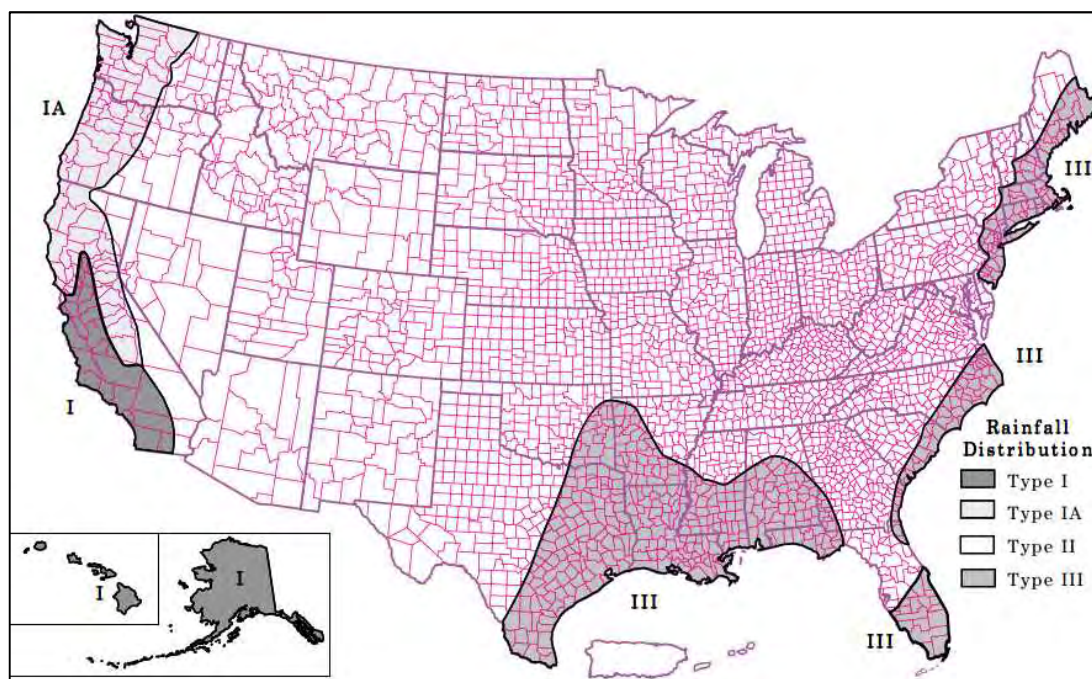 IA
III
III
I
Rainfall
Distribution
Type I
Type IA
Type II
Type III
I
I
III
III